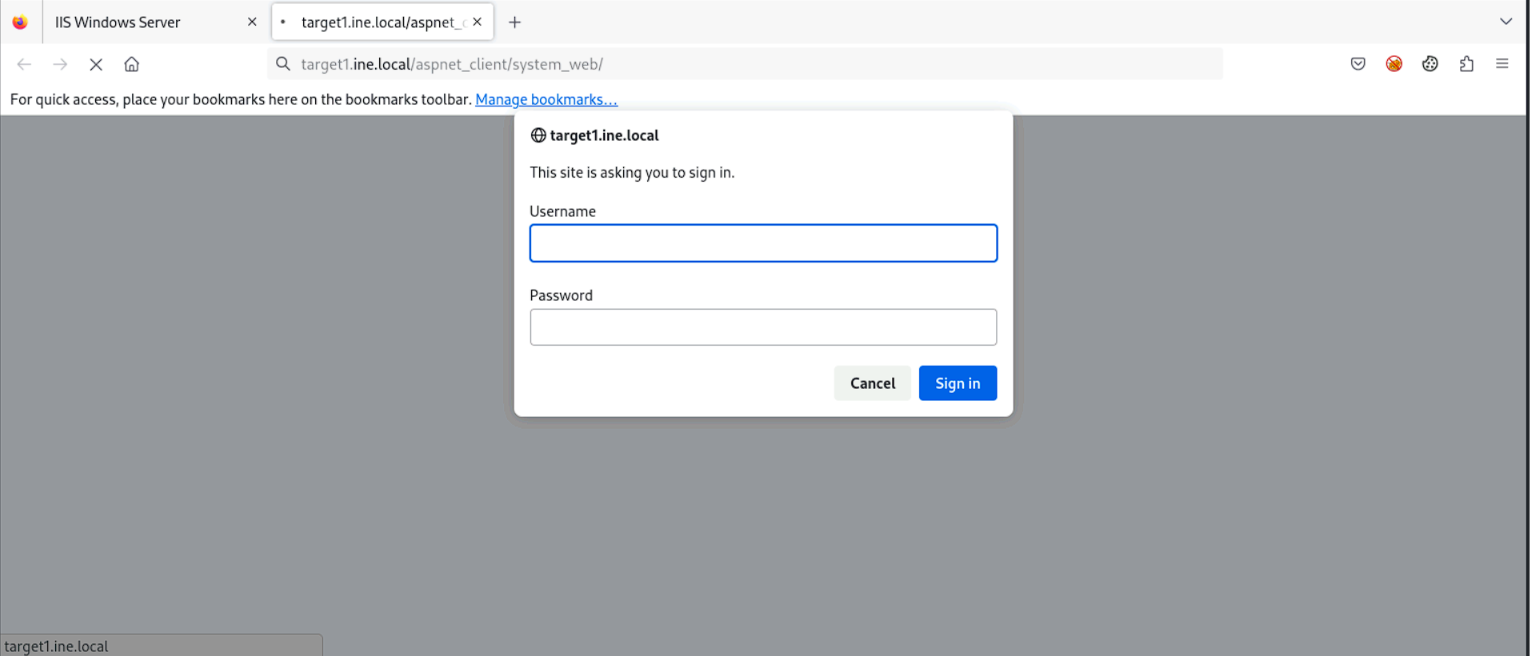 IIS Windows Server
target1.ine.local/aspnet_c
target1.ine.local/aspnet_client/system_web/
For quick access, place your bookmarks here on the bookmarks toolbar. Manage bookmarks…
target1.ine.local
This site is asking you to sign in.
Username
Password
Cancel Sign in
target1.ine.local